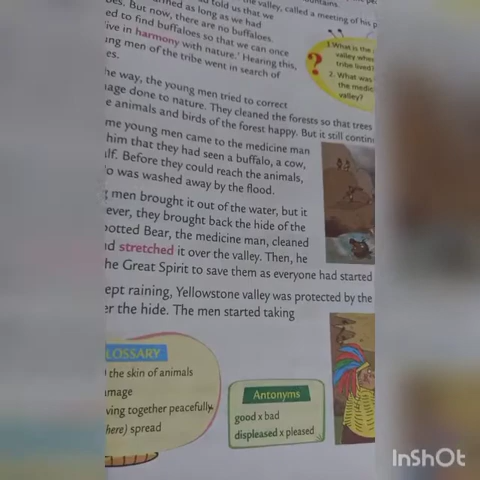 the valley, called a meeting of his p
told us that we
as long as we had
But now, there are no buffaloes.
ed to find buffaloes so that we can once
ive in harmony with nature.' Hearing this,
ng men of the tribe went in search of
es.
he way, the young men tried to correct
age done to nature. They cleaned the forests so that trees
e animals and birds of the forest happy. But it still contin
me young men came to the medicine man
him that they had seen a buffalo, a cow,
lf. Before they could reach the animals,
o was washed away by the flood.
g men brought it out of the water, but it
ever, they brought back the hide of the
potted Bear, the medicine man, cleaned
nd stretched it over the valley. Then, he
he Great Spirit to save them as everyone had started
ept raining, Yellowstone valley was protected by the
er the hide. The men started taking
?
1. What is the
valley whe
tribe lived?
2. What was
the medic
valley?
LOSSARY
the skin of animals
amage
ving together peacefully
here) spread
Antonyms
good x bad
displeased x pleased
InShOt